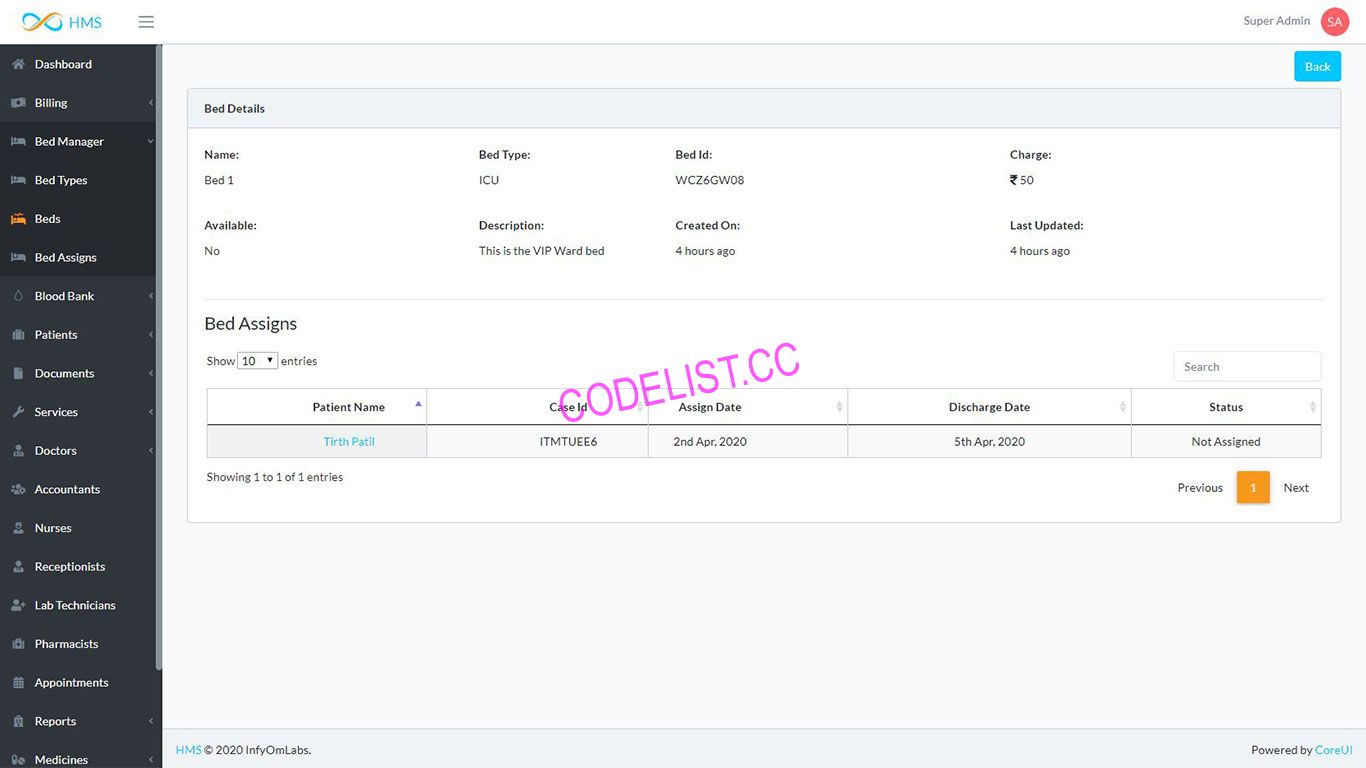 HMS
Super Admin SA
Dashboard
Billing
Bed Manager
Bed Types
Beds
Bed Assigns
Blood Bank
Patients
Documents
Services
Doctors
Accountants
Nurses
Receptionists
Lab Technicians
Pharmacists
Appointments
Reports
Medicines
Back
Bed Details
Name: Bed Type: Bed Id: Charge:
Bed 1 ICU WCZ6GW08 ₹ 50
Available: Description: Created On: Last Updated:
No This is the VIP Ward bed 4 hours ago 4 hours ago
Bed Assigns
Show 10 entries
Search
CODELIST.CC
Patient Name Case Id Assign Date Discharge Date Status
Tirth Patil ITMTUEE6 2nd Apr, 2020 5th Apr, 2020 Not Assigned
Showing 1 to 1 of 1 entries
Previous 1 Next
HMS © 2020 InfyOmLabs. Powered by CoreUI